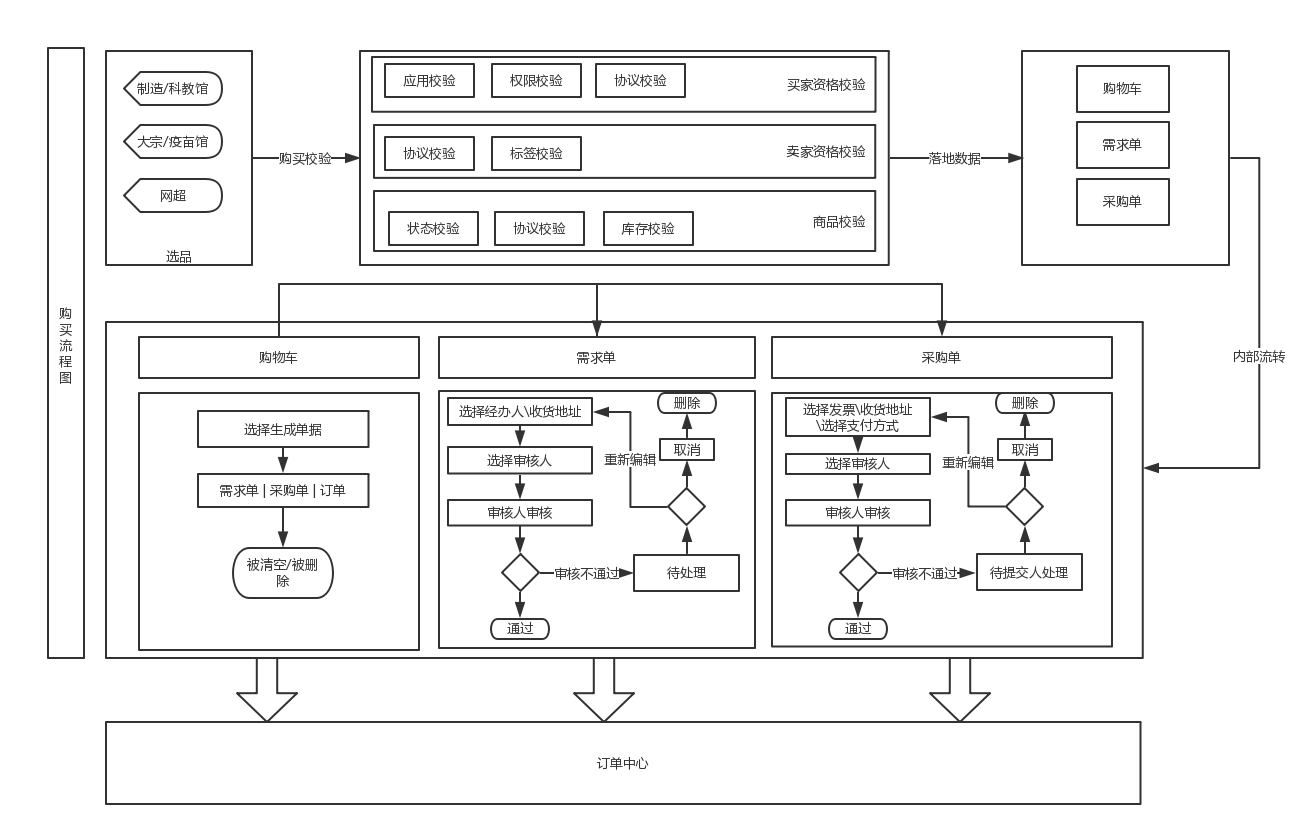 购
买
流
程
图
制造/科教馆
大宗/疫苗馆
网超
选品
购买校验
应用校验
权限校验
协议校验
买家资格校验
协议校验
标签校验
卖家资格校验
状态校验
协议校验
库存校验
商品校验
落地数据
购物车
需求单
采购单
内部流转
购物车
需求单
采购单
选择生成单据
需求单 | 采购单 | 订单
被清空/被删
除
选择经办人\收货地址
选择审核人
审核人审核
审核不通过
通过
待处理
重新编辑
取消
删除
选择发票\收货地址
\选择支付方式
选择审核人
审核人审核
审核不通过
通过
待提交人处理
重新编辑
取消
删除
订单中心